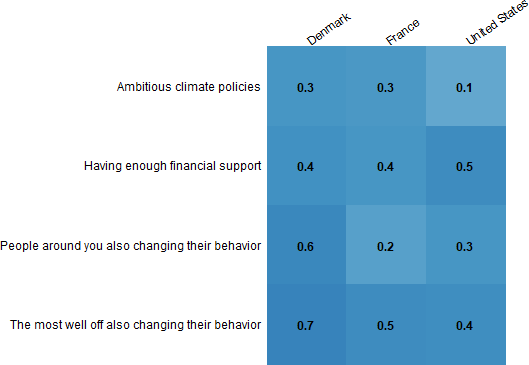 Denmark France United States
Ambitious climate policies 0.3 0.3 0.1
Having enough financial support 0.4 0.4 0.5
People around you also changing their behavior 0.6 0.2 0.3
The most well off also changing their behavior 0.7 0.5 0.4